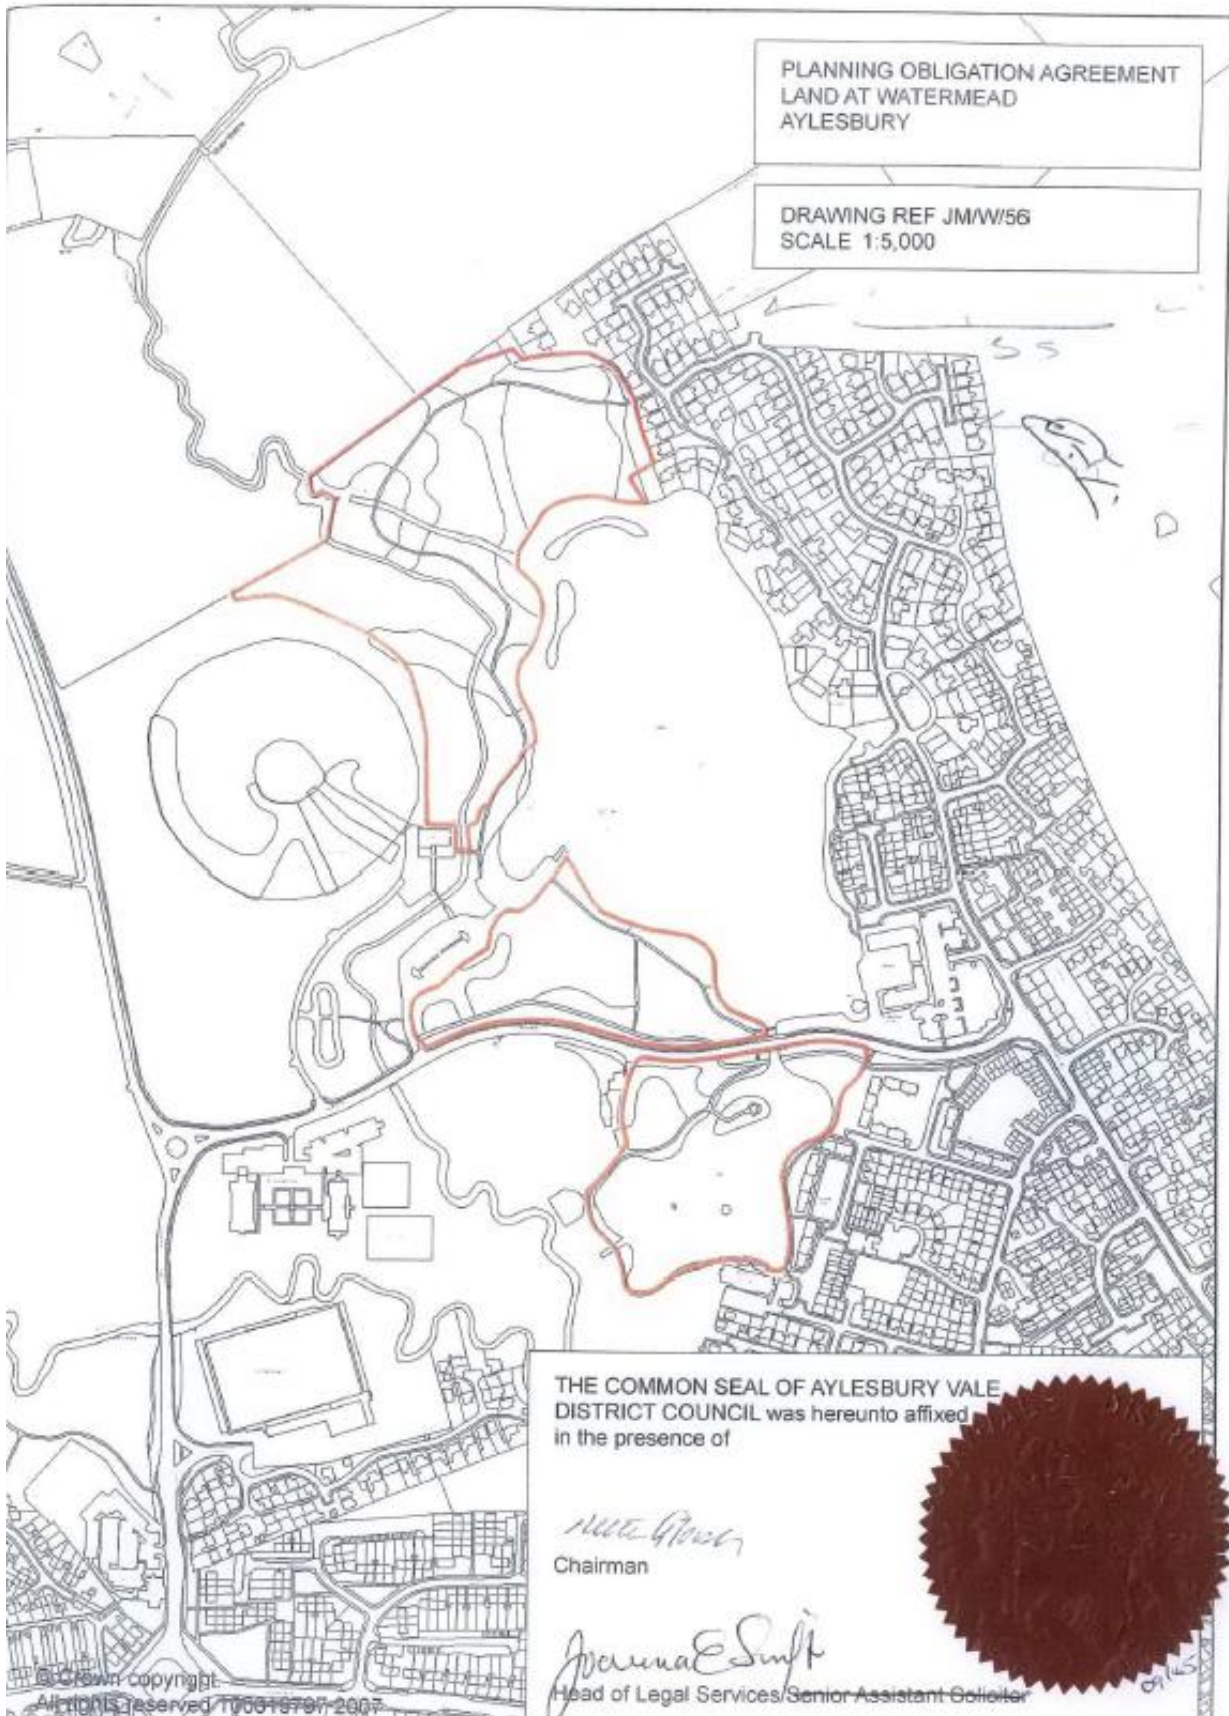 PLANNING OBLIGATION AGREEMENT
LAND AT WATERMEAD
AYLESBURY
DRAWING REF JM/W/56
SCALE 1:5,000
THE COMMON SEAL OF AYLESBURY VALE
DISTRICT COUNCIL was hereunto affixed
in the presence of
Chairman
Head of Legal Services/Senior Assistant Solicitor
© Crown copyright.
All rights reserved 100019797 2007